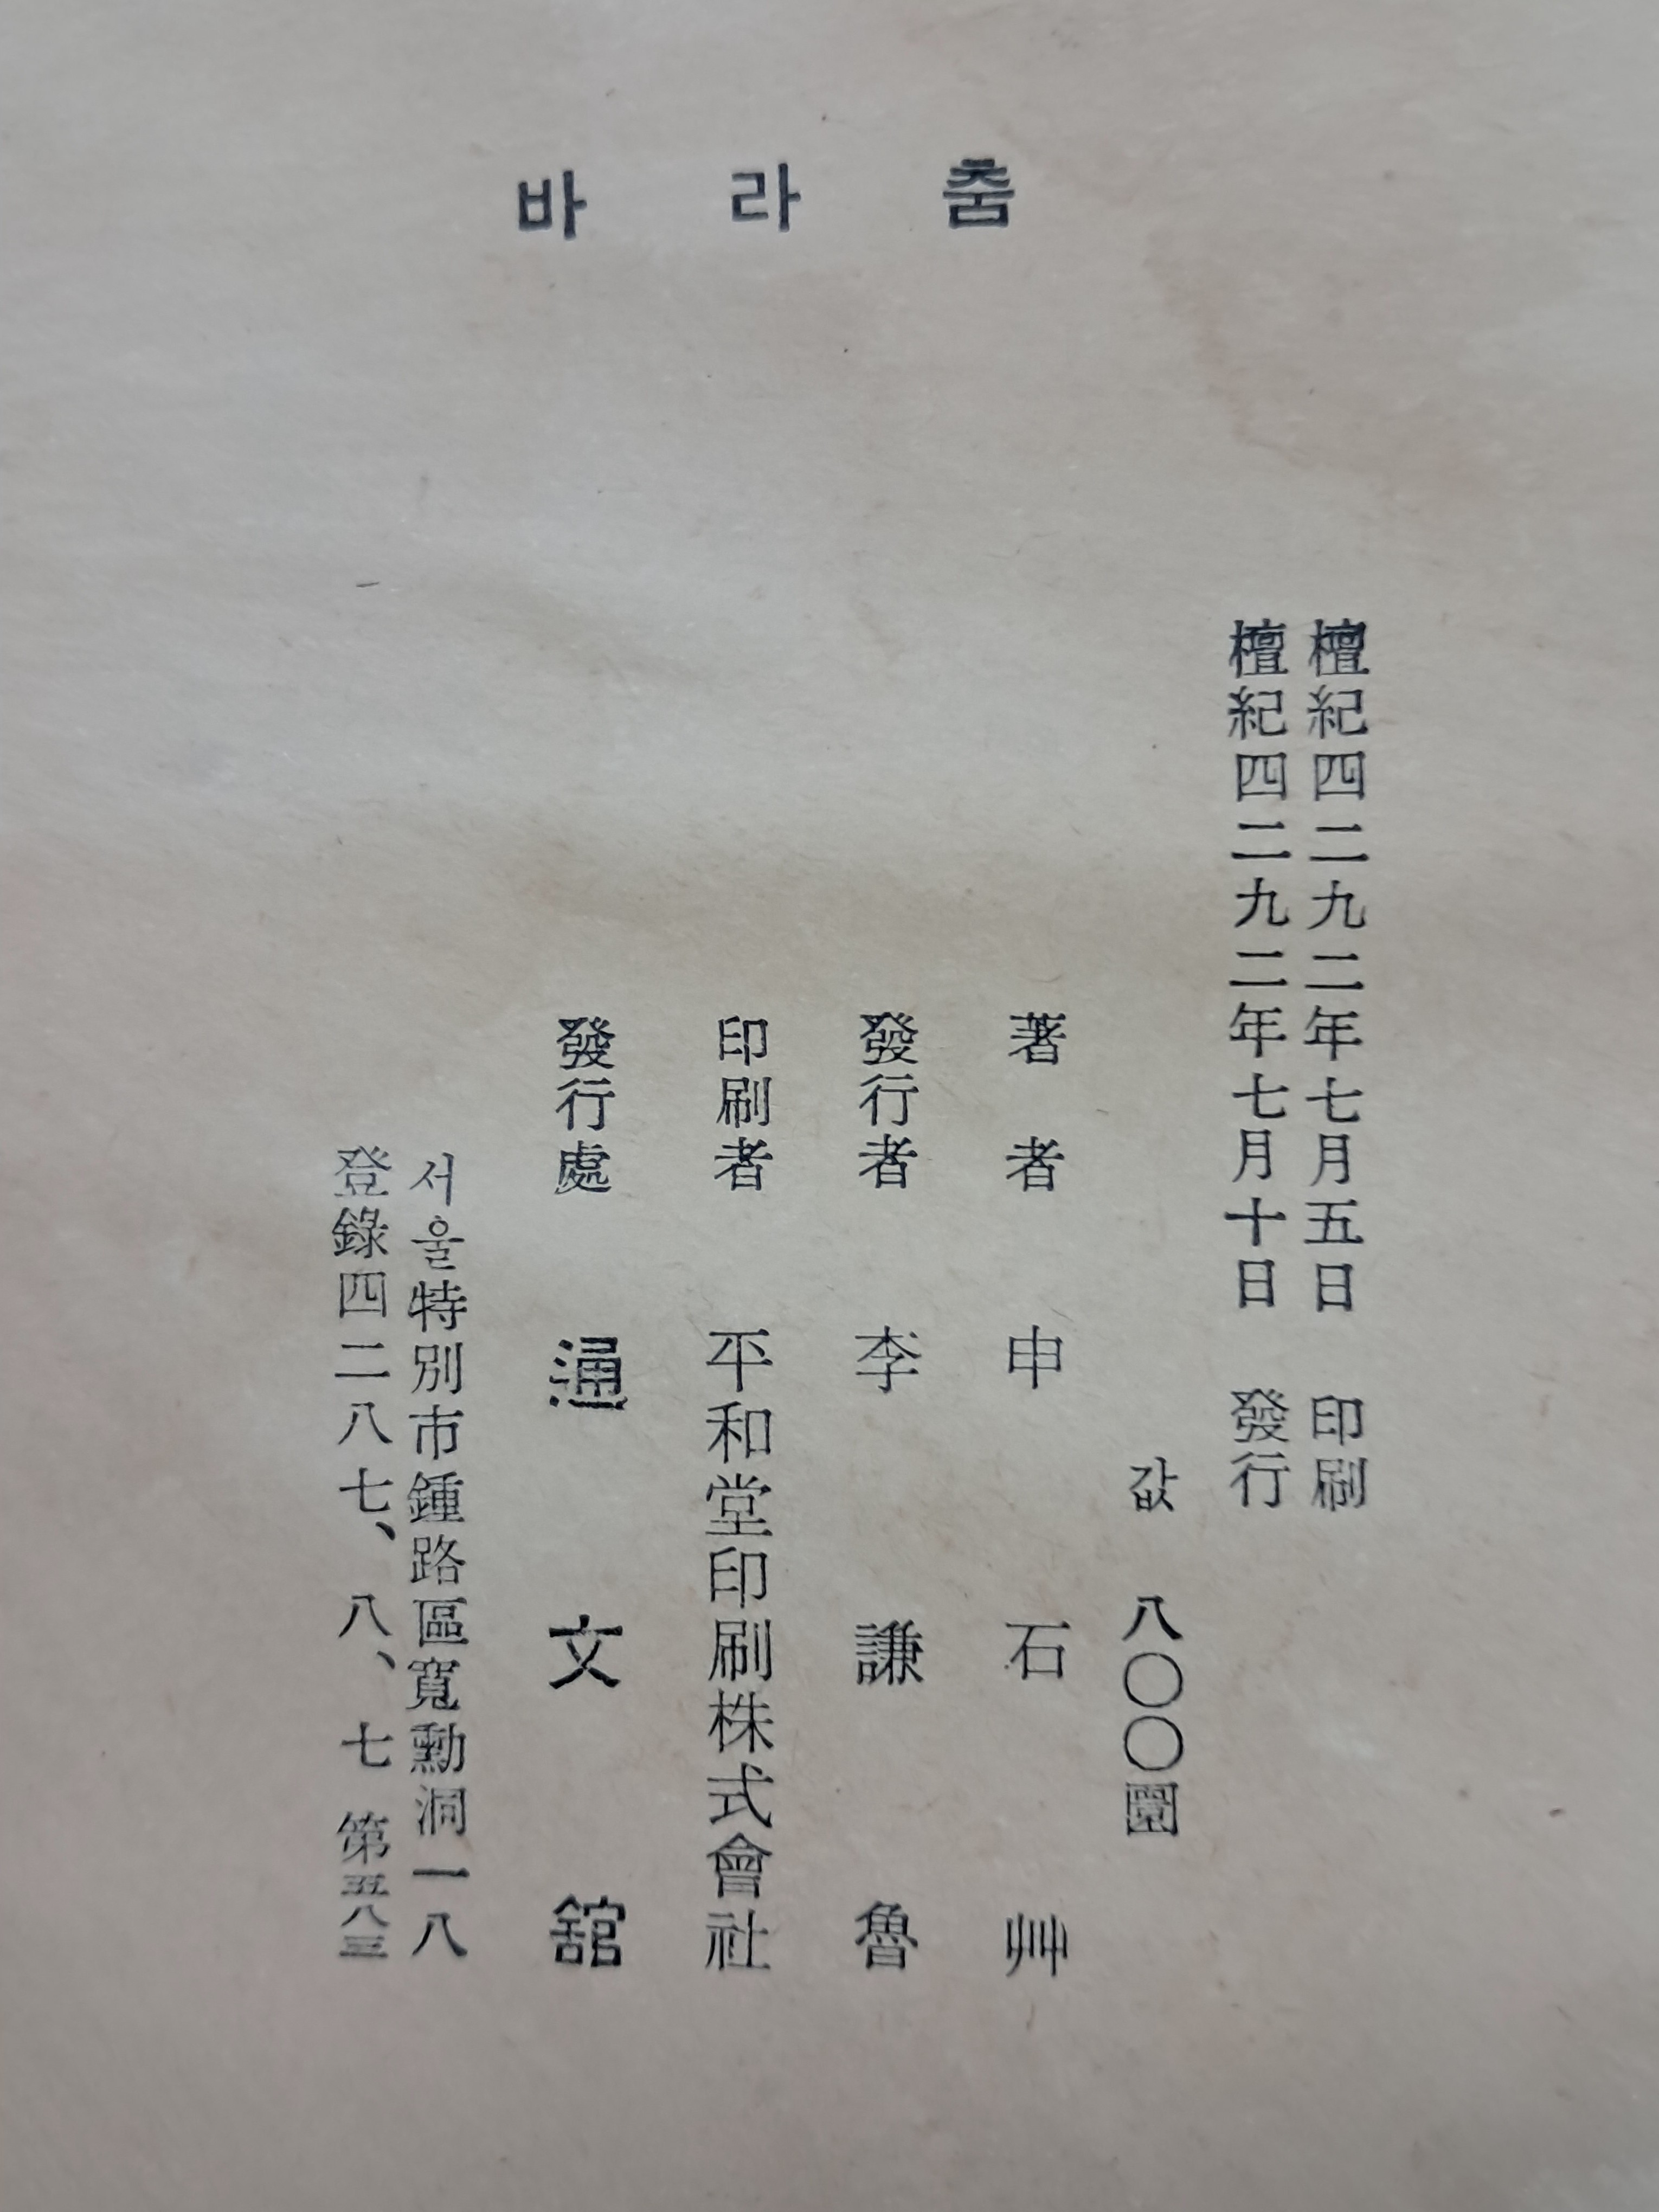 바라춤
檀紀四二九二年七月五日 印刷
檀紀四二九二年七月十日 發行
값 八〇〇圜
著者 申石艸
發行者 李謙魯
印刷者 平和堂印刷株式會社
發行處 通文館
서울特別市鍾路區寬勳洞一八
登錄四二八七、八、七 第五八三